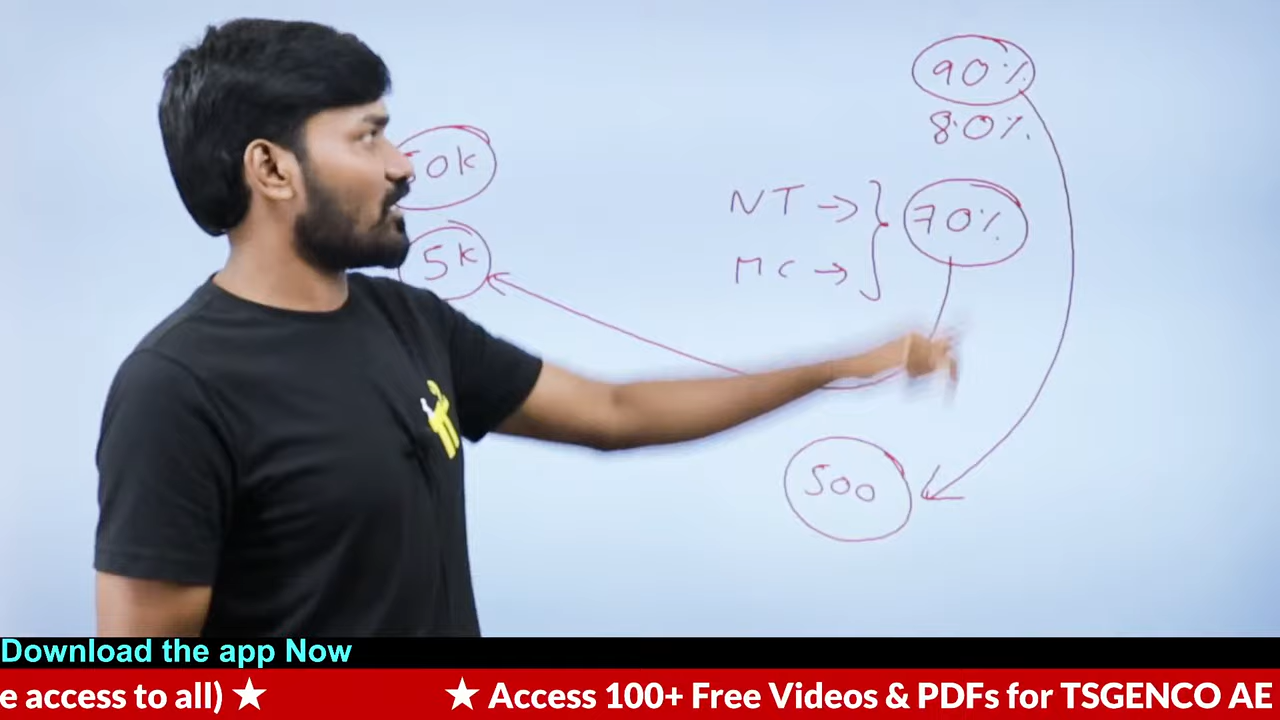 90%
80%
0K
NT → } 70%
MC →
5K
500
Download the app Now
e access to all) ★ ★ Access 100+ Free Videos & PDFs for TSGENCO AE